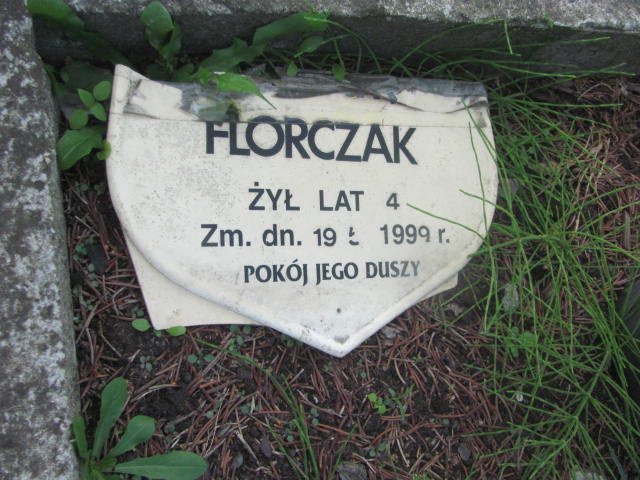 FLORCZAK
ŻYŁ LAT 4
Zm. dn. 19 1999 r.
POKÓJ JEGO DUSZY